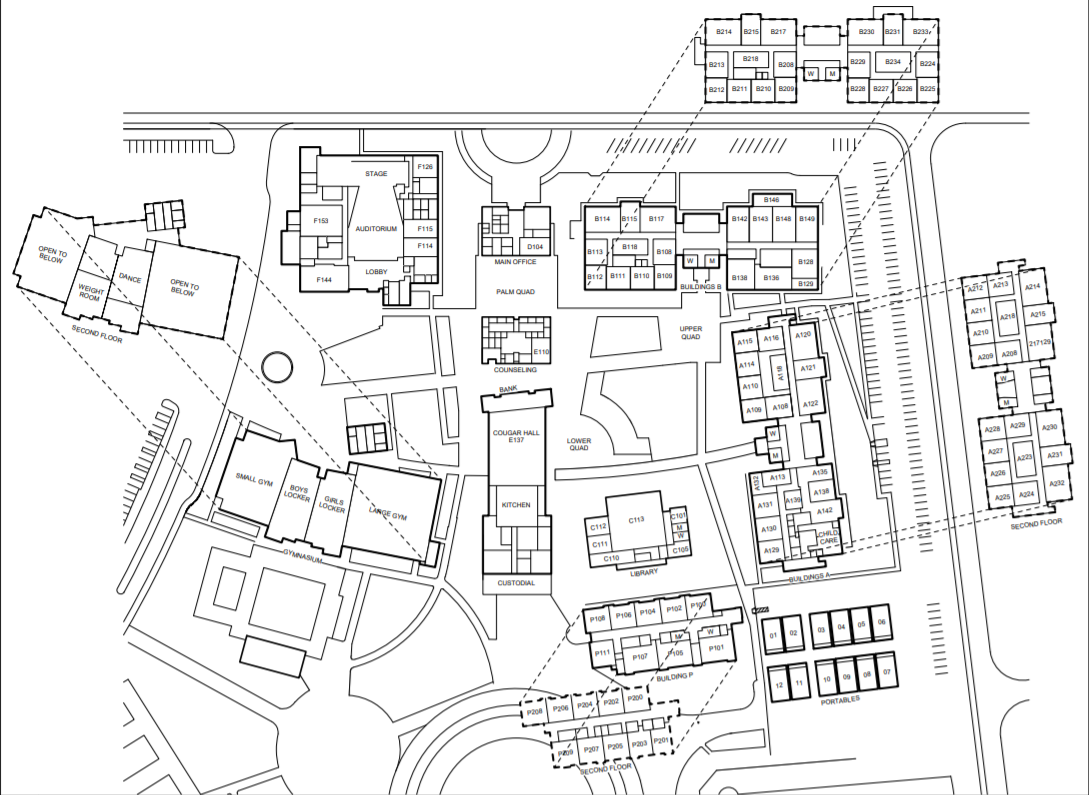 B214 B215 B217
B230 B231 B233
B213 B218 B208
B229 B234 B224
W M
B212 B211 B210 B209
B228 B227 B226 B225
STAGE
F126
F153
AUDITORIUM
F115
F114
LOBBY
F144
D104
MAIN OFFICE
PALM QUAD
B114 B115 B117
B113 B118 B108
B112 B111 B110 B109
W M
BUILDINGS B
B146
B142 B143 B148 B149
B128
B138 B136
B129
OPEN TO
BELOW
WEIGHT
ROOM
DANCE
OPEN TO
BELOW
SECOND FLOOR
E110
COUNSELING
UPPER
QUAD
BANK
COUGAR HALL
E137
LOWER
QUAD
KITCHEN
CUSTODIAL
A115 A116 A120
A114 A118 A121
A110
A109 A108 A122
W
M
A132 A113 A135
A131 A139 A138
A130 A142
A129
CHILD
CARE
BUILDINGS A
A212 A213 A214
A211 A218 A215
A210
A209 A208 217129
W
M
A228 A229 A230
A227 A223 A231
A226
A225 A224 A232
SECOND FLOOR
SMALL GYM
BOYS
LOCKER
GIRLS
LOCKER
LARGE GYM
GYMNASIUM
C112 C113 C101
M
C111 W
C110 C105
LIBRARY
P108 P106 P104 P102
M W
P111 P107 P105 P101
BUILDING P
P208 P206 P204 P202 P200
P209 P207 P205 P203 P201
SECOND FLOOR
01 02 03 04 05 06
12 11 10 09 08 07
PORTABLES